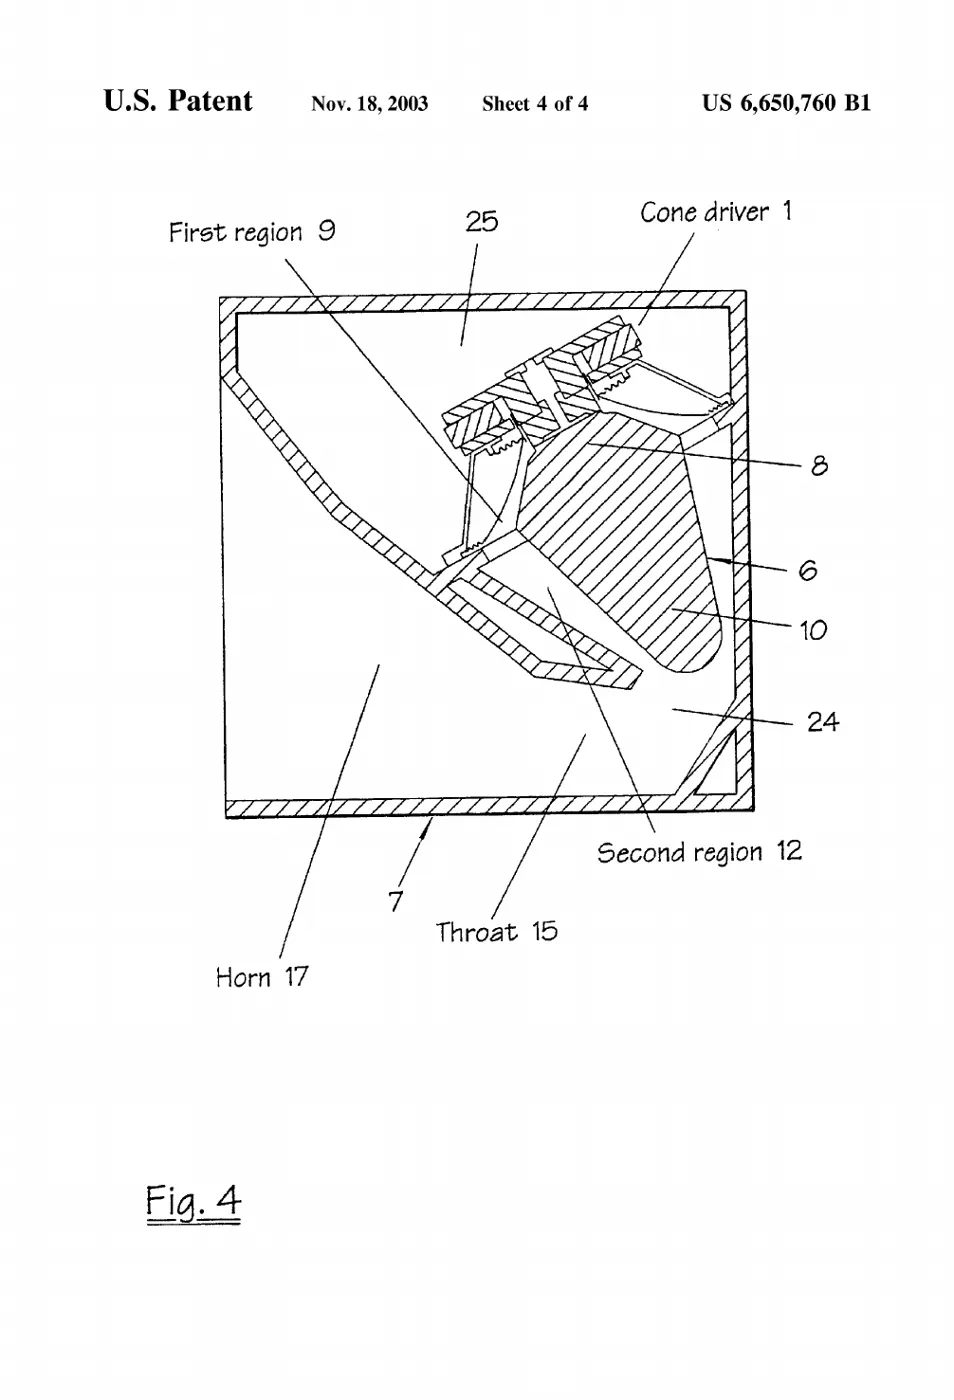 U.S. Patent Nov. 18, 2003 Sheet 4 of 4 US 6,650,760 B1
First region 9
25
Cone driver 1
8
6
10
24
Second region 12
7
Throat 15
Horn 17
Fig. 4